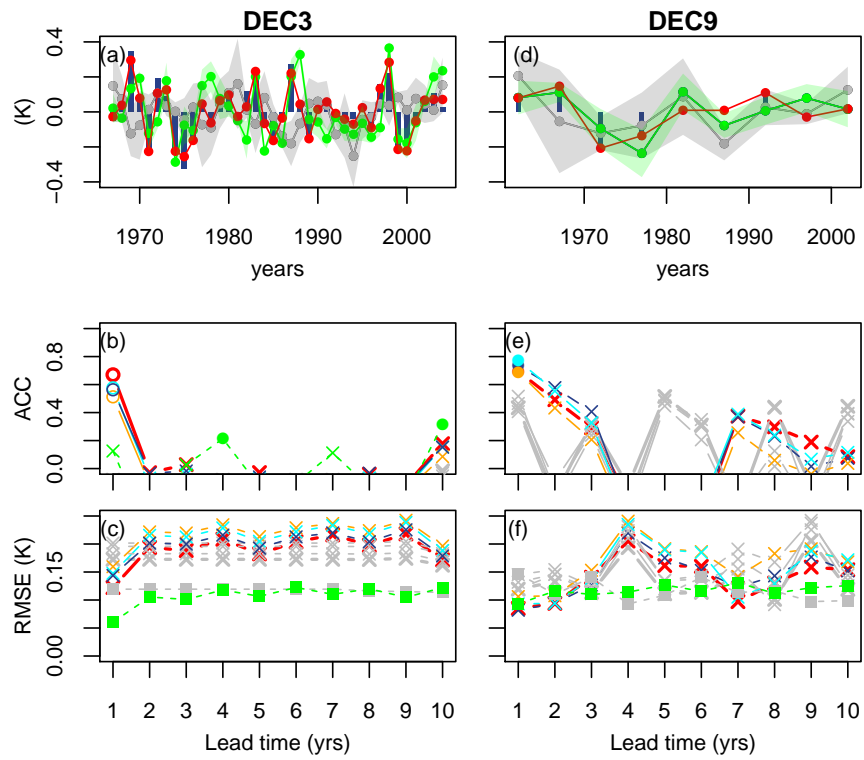 DEC3
DEC9
(a)
(d)
(K)
0.4
0.0
−0.4
1970
1980
1990
2000
1970
1980
1990
2000
years
years
(b)
(e)
ACC
0.8
0.4
0.0
(c)
(f)
RMSE (K)
0.15
0.00
1 2 3 4 5 6 7 8 9 10
1 2 3 4 5 6 7 8 9 10
Lead time (yrs)
Lead time (yrs)